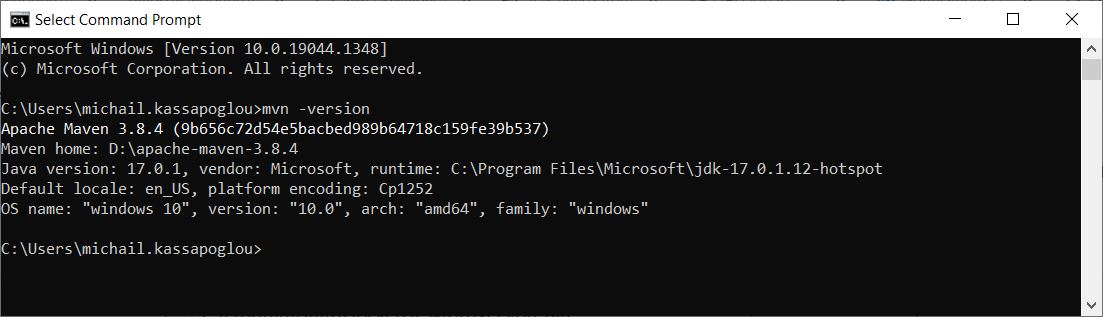 Select Command Prompt
Microsoft Windows [Version 10.0.19044.1348]
(c) Microsoft Corporation. All rights reserved.
C:\Users\michail.kassapoglou>mvn -version
Apache Maven 3.8.4 (9b656c72d54e5bacbed989b64718c159fe39b537)
Maven home: D:\apache-maven-3.8.4
Java version: 17.0.1, vendor: Microsoft, runtime: C:\Program Files\Microsoft\jdk-17.0.1.12-hotspot
Default locale: en_US, platform encoding: Cp1252
OS name: "windows 10", version: "10.0", arch: "amd64", family: "windows"
C:\Users\michail.kassapoglou>